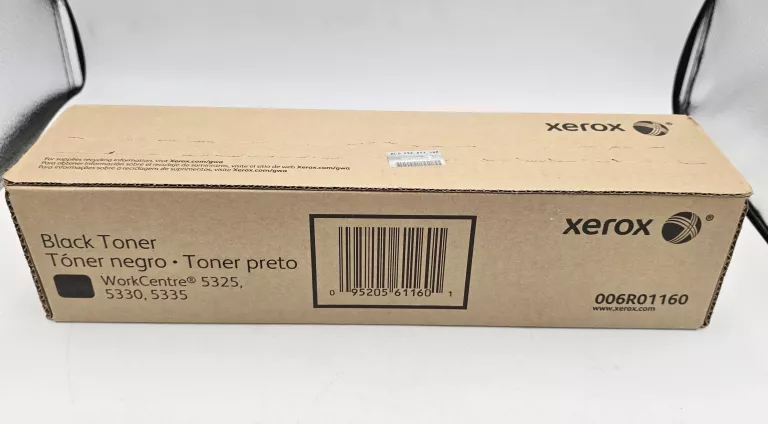 xerox
For supplies recycling information, visit Xerox.com/gwa
Para obtener información sobre el reciclaje de suministros, visite el sitio de web Xerox.com/gwa
Para informações sobre a reciclagem de suprimentos, visite Xerox.com/gwa
xerox ®
Black Toner
Tóner negro • Toner preto
WorkCentre® 5325,
5330, 5335
0 95205 61160 1
006R01160
www.xerox.com